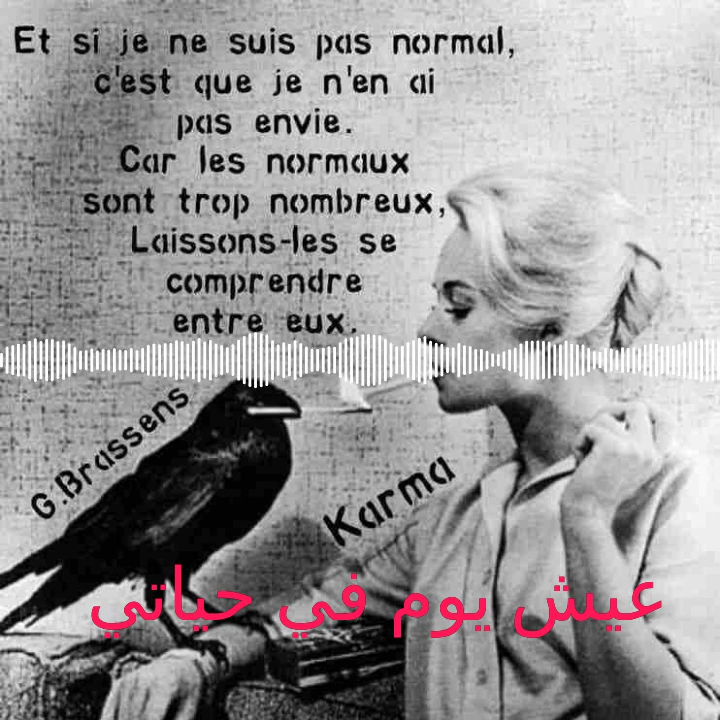 Et si je ne suis pas normal,
c'est que je n'en ai
pas envie.
Car les normaux
sont trop nombreux,
Laissons-les se
comprendre
entre eux.
G.Brassens
Karma
عيش يوم في حياتي